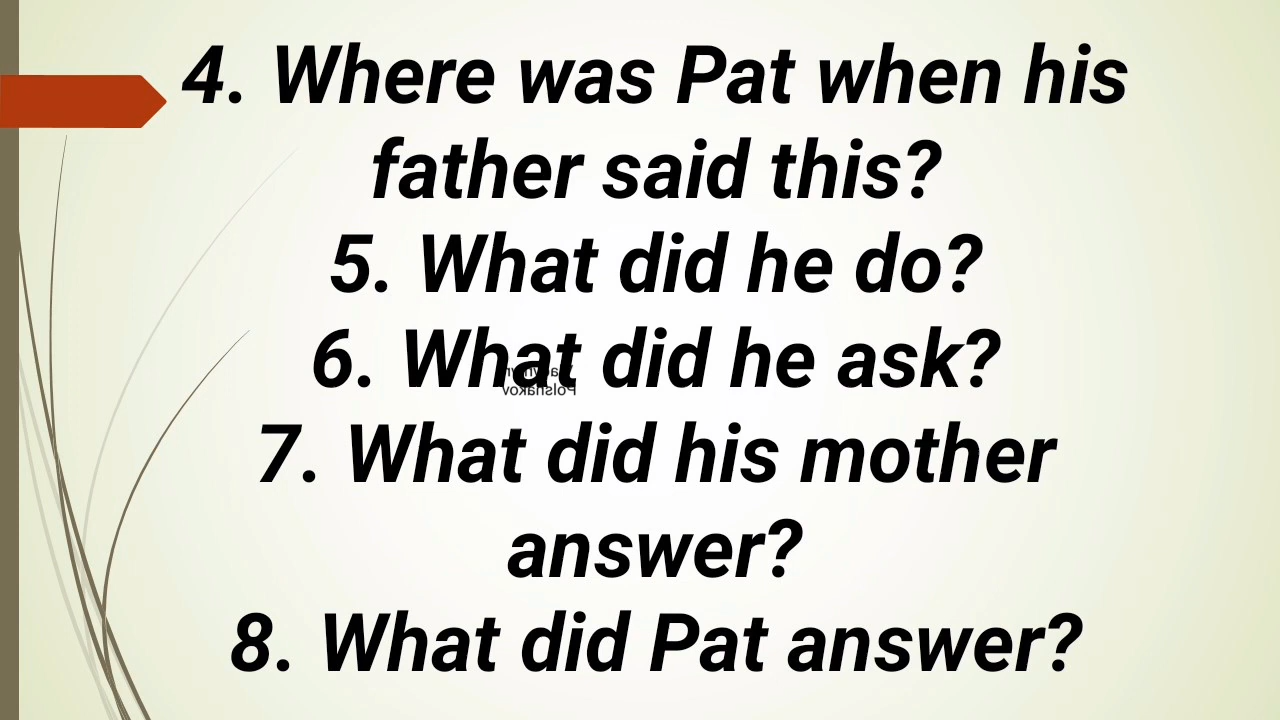 4. Where was Pat when his
father said this?
5. What did he do?
6. What did he ask?
Polshakov
7. What did his mother
answer?
8. What did Pat answer?